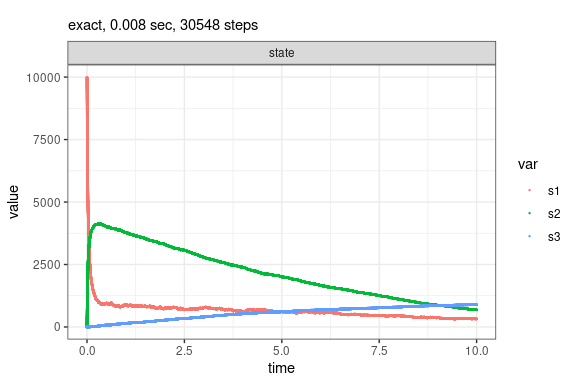 exact, 0.008 sec, 30548 steps
state
10000
7500
5000
2500
0
value
0.0 2.5 5.0 7.5 10.0
time
var
s1
s2
s3